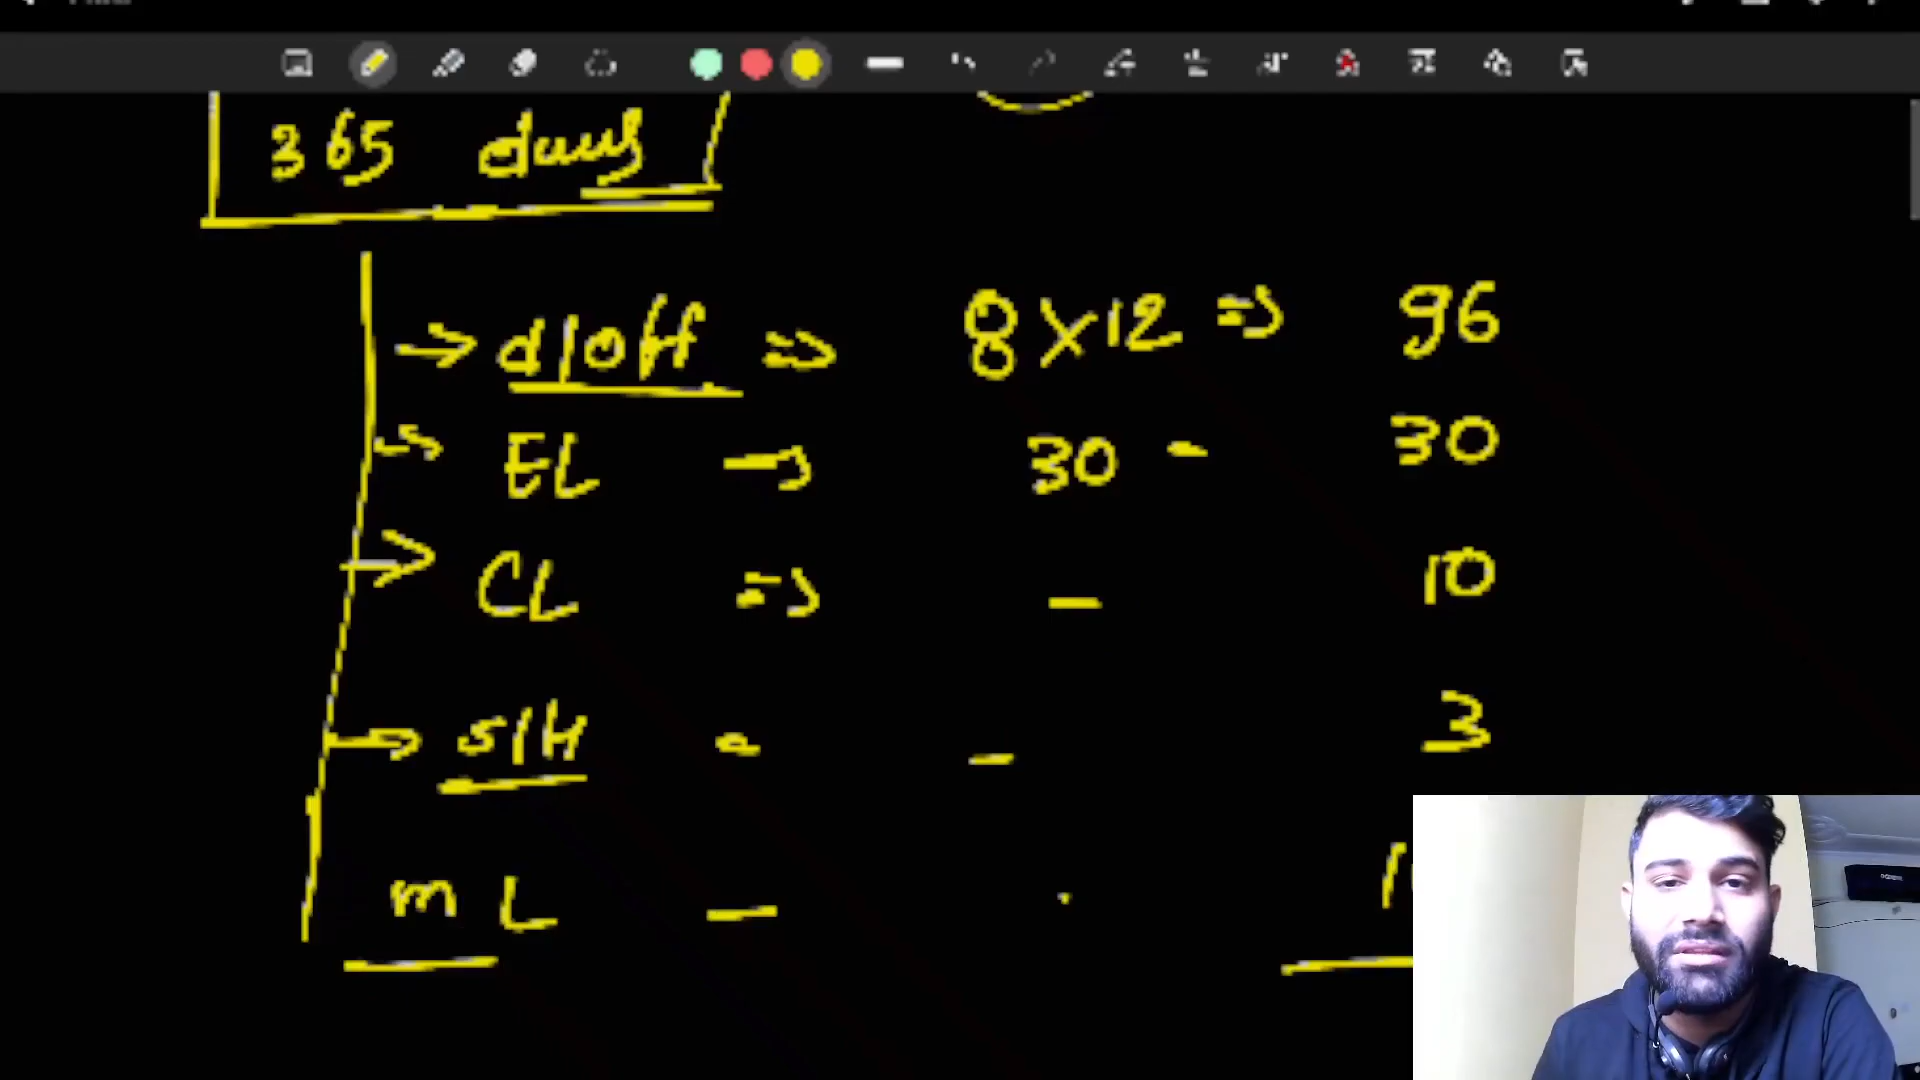 365 days
→ d/off ⇒ 8×12 ⇒ 96
→ EL → 30 - 30
→ CL ⇒ - 10
→ S/H - - 3
mL -